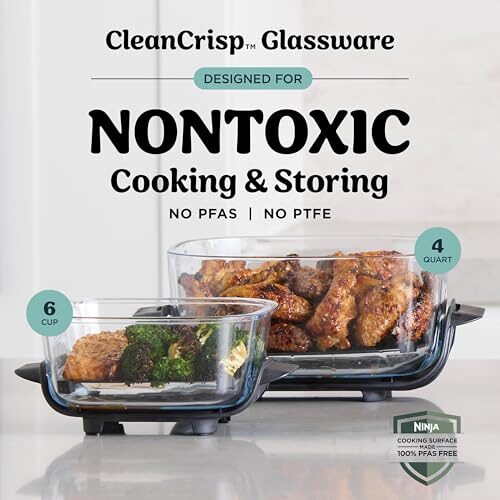 CleanCrisp™ Glassware
DESIGNED FOR
NONTOXIC
Cooking & Storing
NO PFAS | NO PTFE
4
QUART
6
CUP
NINJA
COOKING SURFACE
MADE
100% PFAS FREE